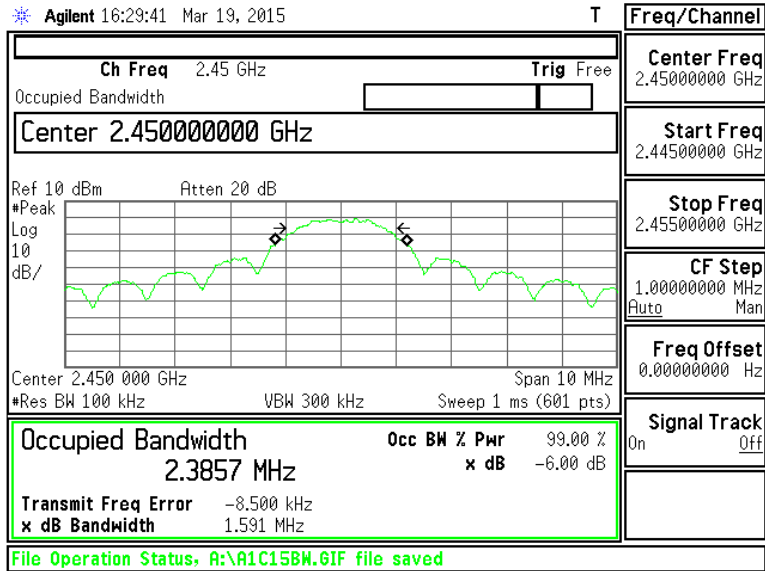 Agilent 16:29:41 Mar 19, 2015 T
Freq/Channel
Ch Freq 2.45 GHz Trig Free
Occupied Bandwidth
Center 2.450000000 GHz
Ref 10 dBm Atten 20 dB
#Peak
Log
10
dB/
Center 2.450 000 GHz Span 10 MHz
#Res BW 100 kHz VBW 300 kHz Sweep 1 ms (601 pts)
Occupied Bandwidth Occ BW % Pwr 99.00 %
2.3857 MHz x dB -6.00 dB
Transmit Freq Error -8.500 kHz
x dB Bandwidth 1.591 MHz
File Operation Status, A:\A1C15BW.GIF file saved
Center Freq
2.45000000 GHz
Start Freq
2.44500000 GHz
Stop Freq
2.45500000 GHz
CF Step
1.00000000 MHz
Auto Man
Freq Offset
0.00000000 Hz
Signal Track
On Off